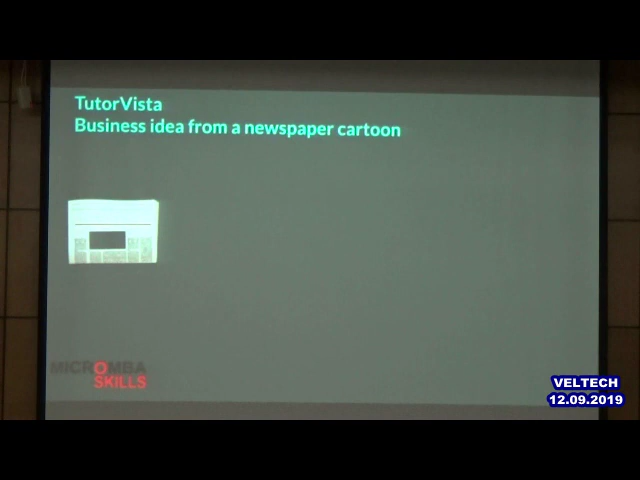 TutorVista
Business idea from a newspaper cartoon
MICROMBA
SKILLS
VELTECH
12.09.2019